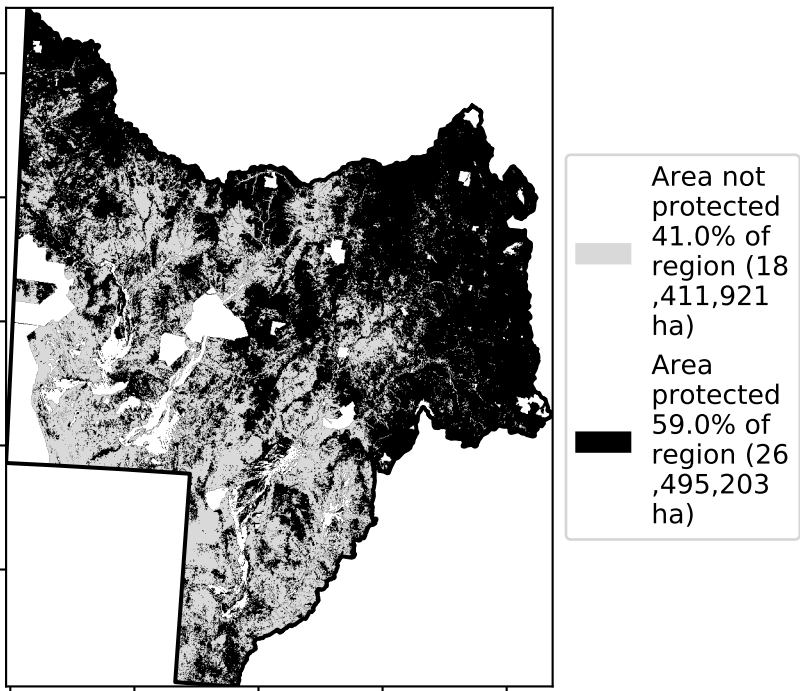 Area not
protected
41.0% of
region (18
,411,921
ha)
Area
protected
59.0% of
region (26
,495,203
ha)